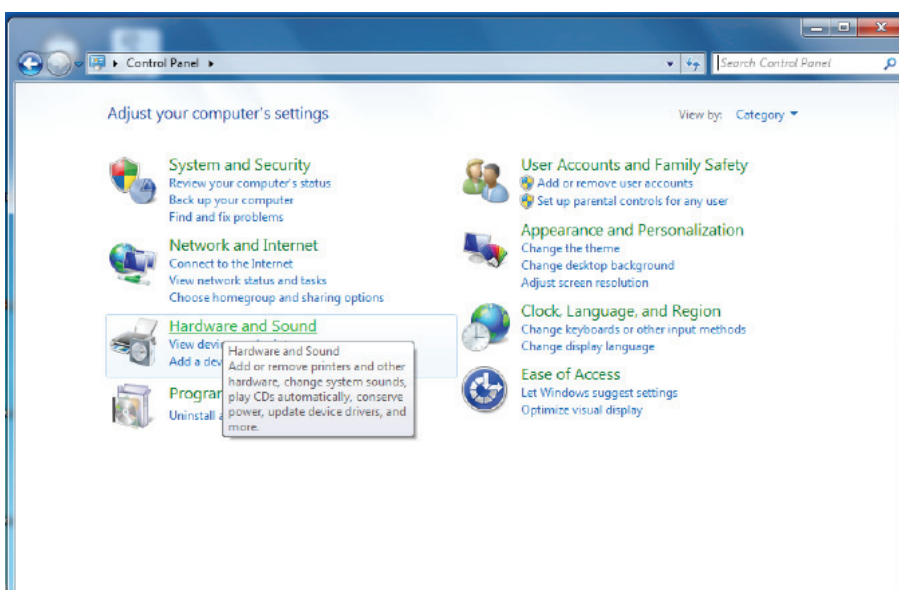 Control Panel
Search Control Panel
Adjust your computer's settings
View by: Category
System and Security
Review your computer's status
Back up your computer
Find and fix problems
Network and Internet
Connect to the Internet
View network status and tasks
Choose homegroup and sharing options
Hardware and Sound
View
Add a
Hardware and Sound
Add or remove printers and other
hardware, change system sounds,
play CDs automatically, conserve
power, update device drivers, and
more.
Uninstall
User Accounts and Family Safety
Add or remove user accounts
Set up parental controls for any user
Appearance and Personalization
Change the theme
Change desktop background
Adjust screen resolution
Clock, Language, and Region
Change keyboards or other input methods
Change display language
Ease of Access
Let Windows suggest settings
Optimize visual display